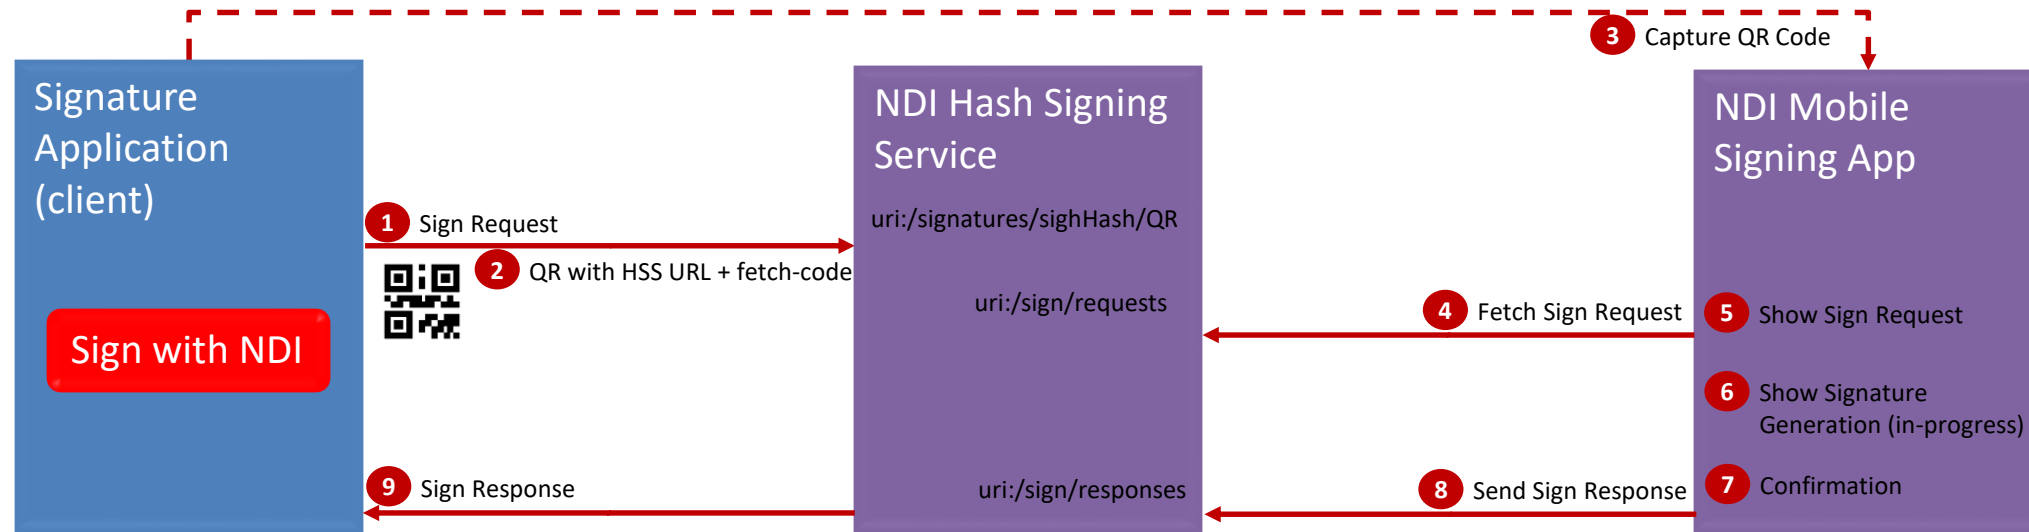 3 Capture QR Code
Signature
Application
(client)
NDI Hash Signing
Service
NDI Mobile
Signing App
1 Sign Request
uri:/signatures/sighHash/QR
2 QR with HSS URL + fetch-code
uri:/sign/requests
4 Fetch Sign Request
5 Show Sign Request
Sign with NDI
6 Show Signature
Generation (in-progress)
9 Sign Response
uri:/sign/responses
8 Send Sign Response
7 Confirmation